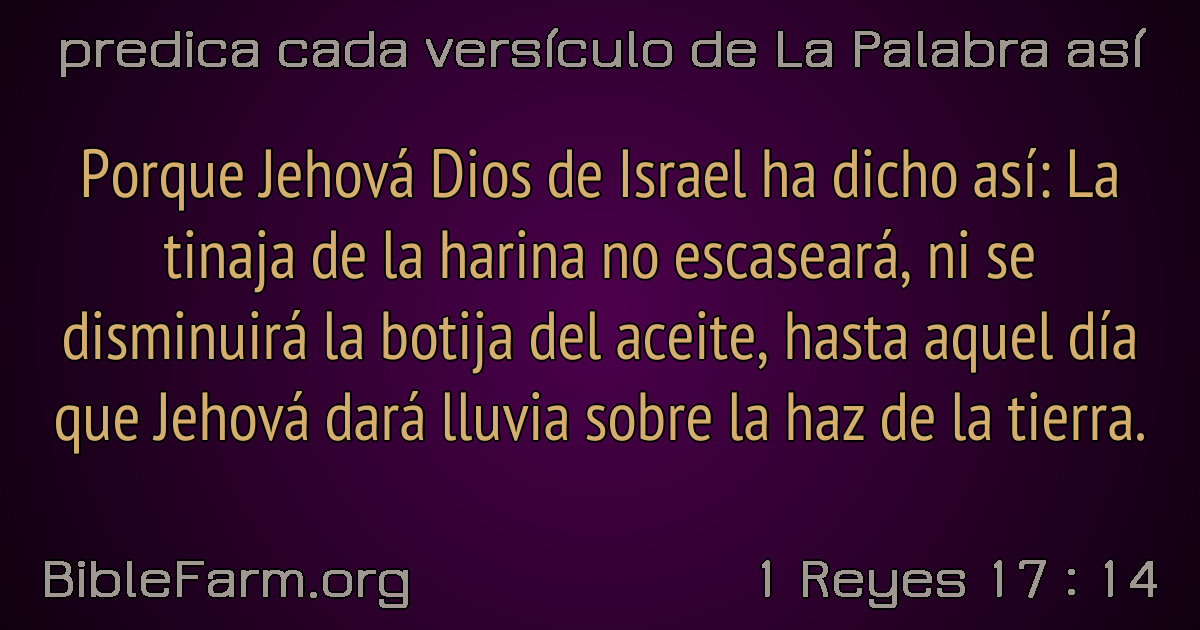 predica cada versículo de La Palabra así
Porque Jehová Dios de Israel ha dicho así: La
tinaja de la harina no escaseará, ni se
disminuirá la botija del aceite, hasta aquel día
que Jehová dará lluvia sobre la haz de la tierra.
BibleFarm.org
1 Reyes 17 : 14